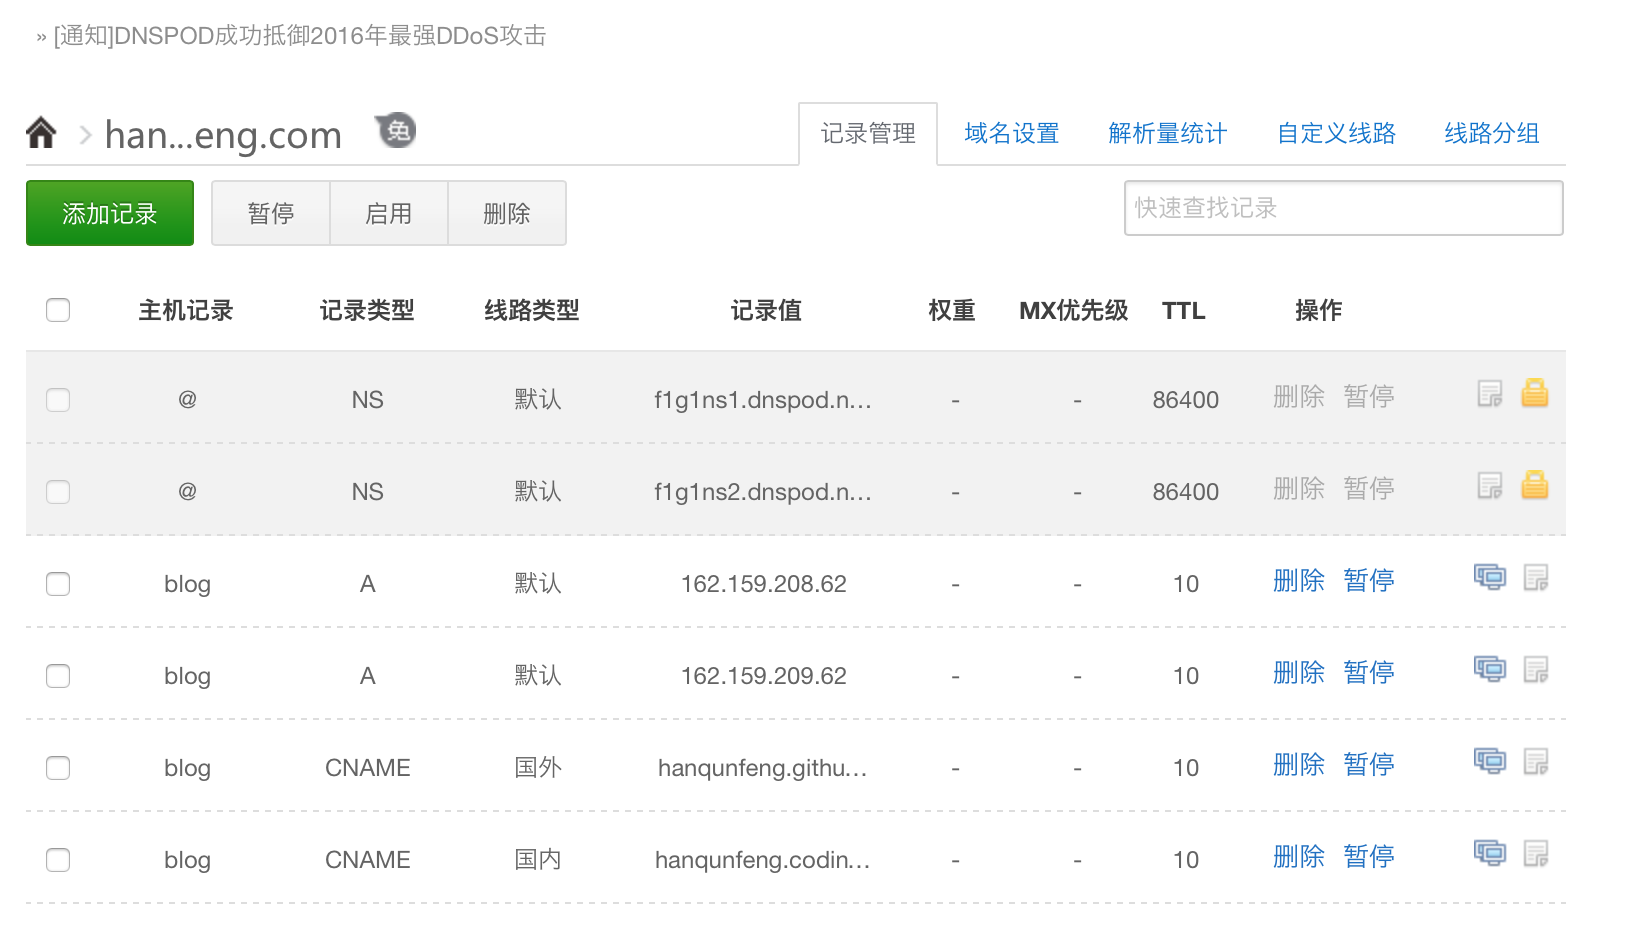 » [通知]DNSPOD成功抵御2016年最强DDoS攻击
han...eng.com 免 记录管理 域名设置 解析量统计 自定义线路 线路分组
添加记录 暂停 启用 删除 快速查找记录
主机记录 记录类型 线路类型 记录值 权重 MX优先级 TTL 操作
@ NS 默认 f1g1ns1.dnspod.n... - - 86400 删除 暂停
@ NS 默认 f1g1ns2.dnspod.n... - - 86400 删除 暂停
blog A 默认 162.159.208.62 - - 10 删除 暂停
blog A 默认 162.159.209.62 - - 10 删除 暂停
blog CNAME 国外 hanqunfeng.githu... - - 10 删除 暂停
blog CNAME 国内 hanqunfeng.codin... - - 10 删除 暂停